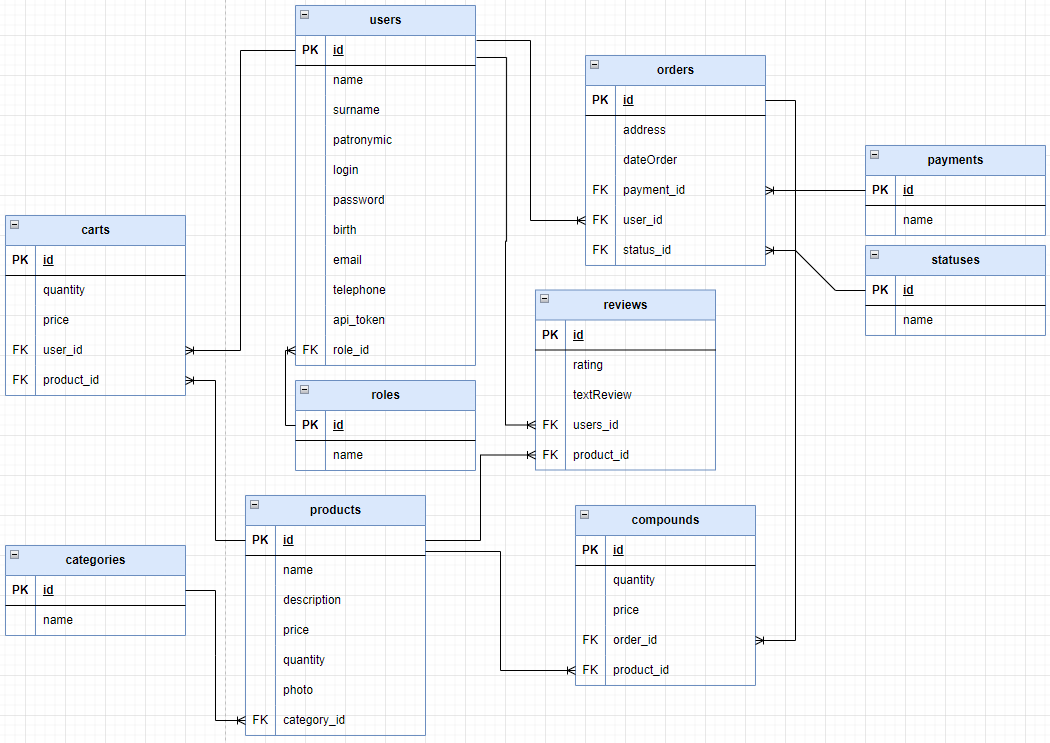 users
PK id
name
surname
patronymic
login
password
birth
email
telephone
api_token
FK role_id
orders
PK id
address
dateOrder
FK payment_id
FK user_id
FK status_id
payments
PK id
name
carts
PK id
quantity
price
FK user_id
FK product_id
statuses
PK id
name
reviews
PK id
rating
textReview
FK users_id
FK product_id
roles
PK id
name
products
PK id
name
description
price
quantity
photo
FK category_id
compounds
PK id
quantity
price
FK order_id
FK product_id
categories
PK id
name